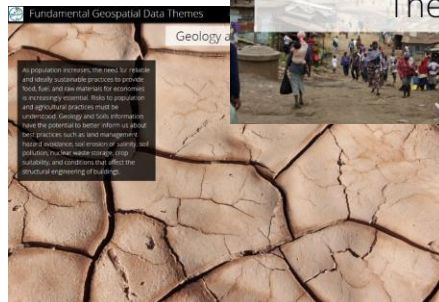 Fundamental Geospatial Data Themes
The
Geology a
As population increases, the need for reliable
and ideally sustainable practices to provide
food, fuel, and raw materials for economies
is increasingly essential. Risks to population
and agricultural practices must be
understood. Geology and Soils information
have the potential to better inform us about
best practices such as land management
hazard avoidance, soil erosion or salinity, soil
pollution, nuclear waste storage, crop
suitability, and conditions that affect the
structural engineering of buildings.